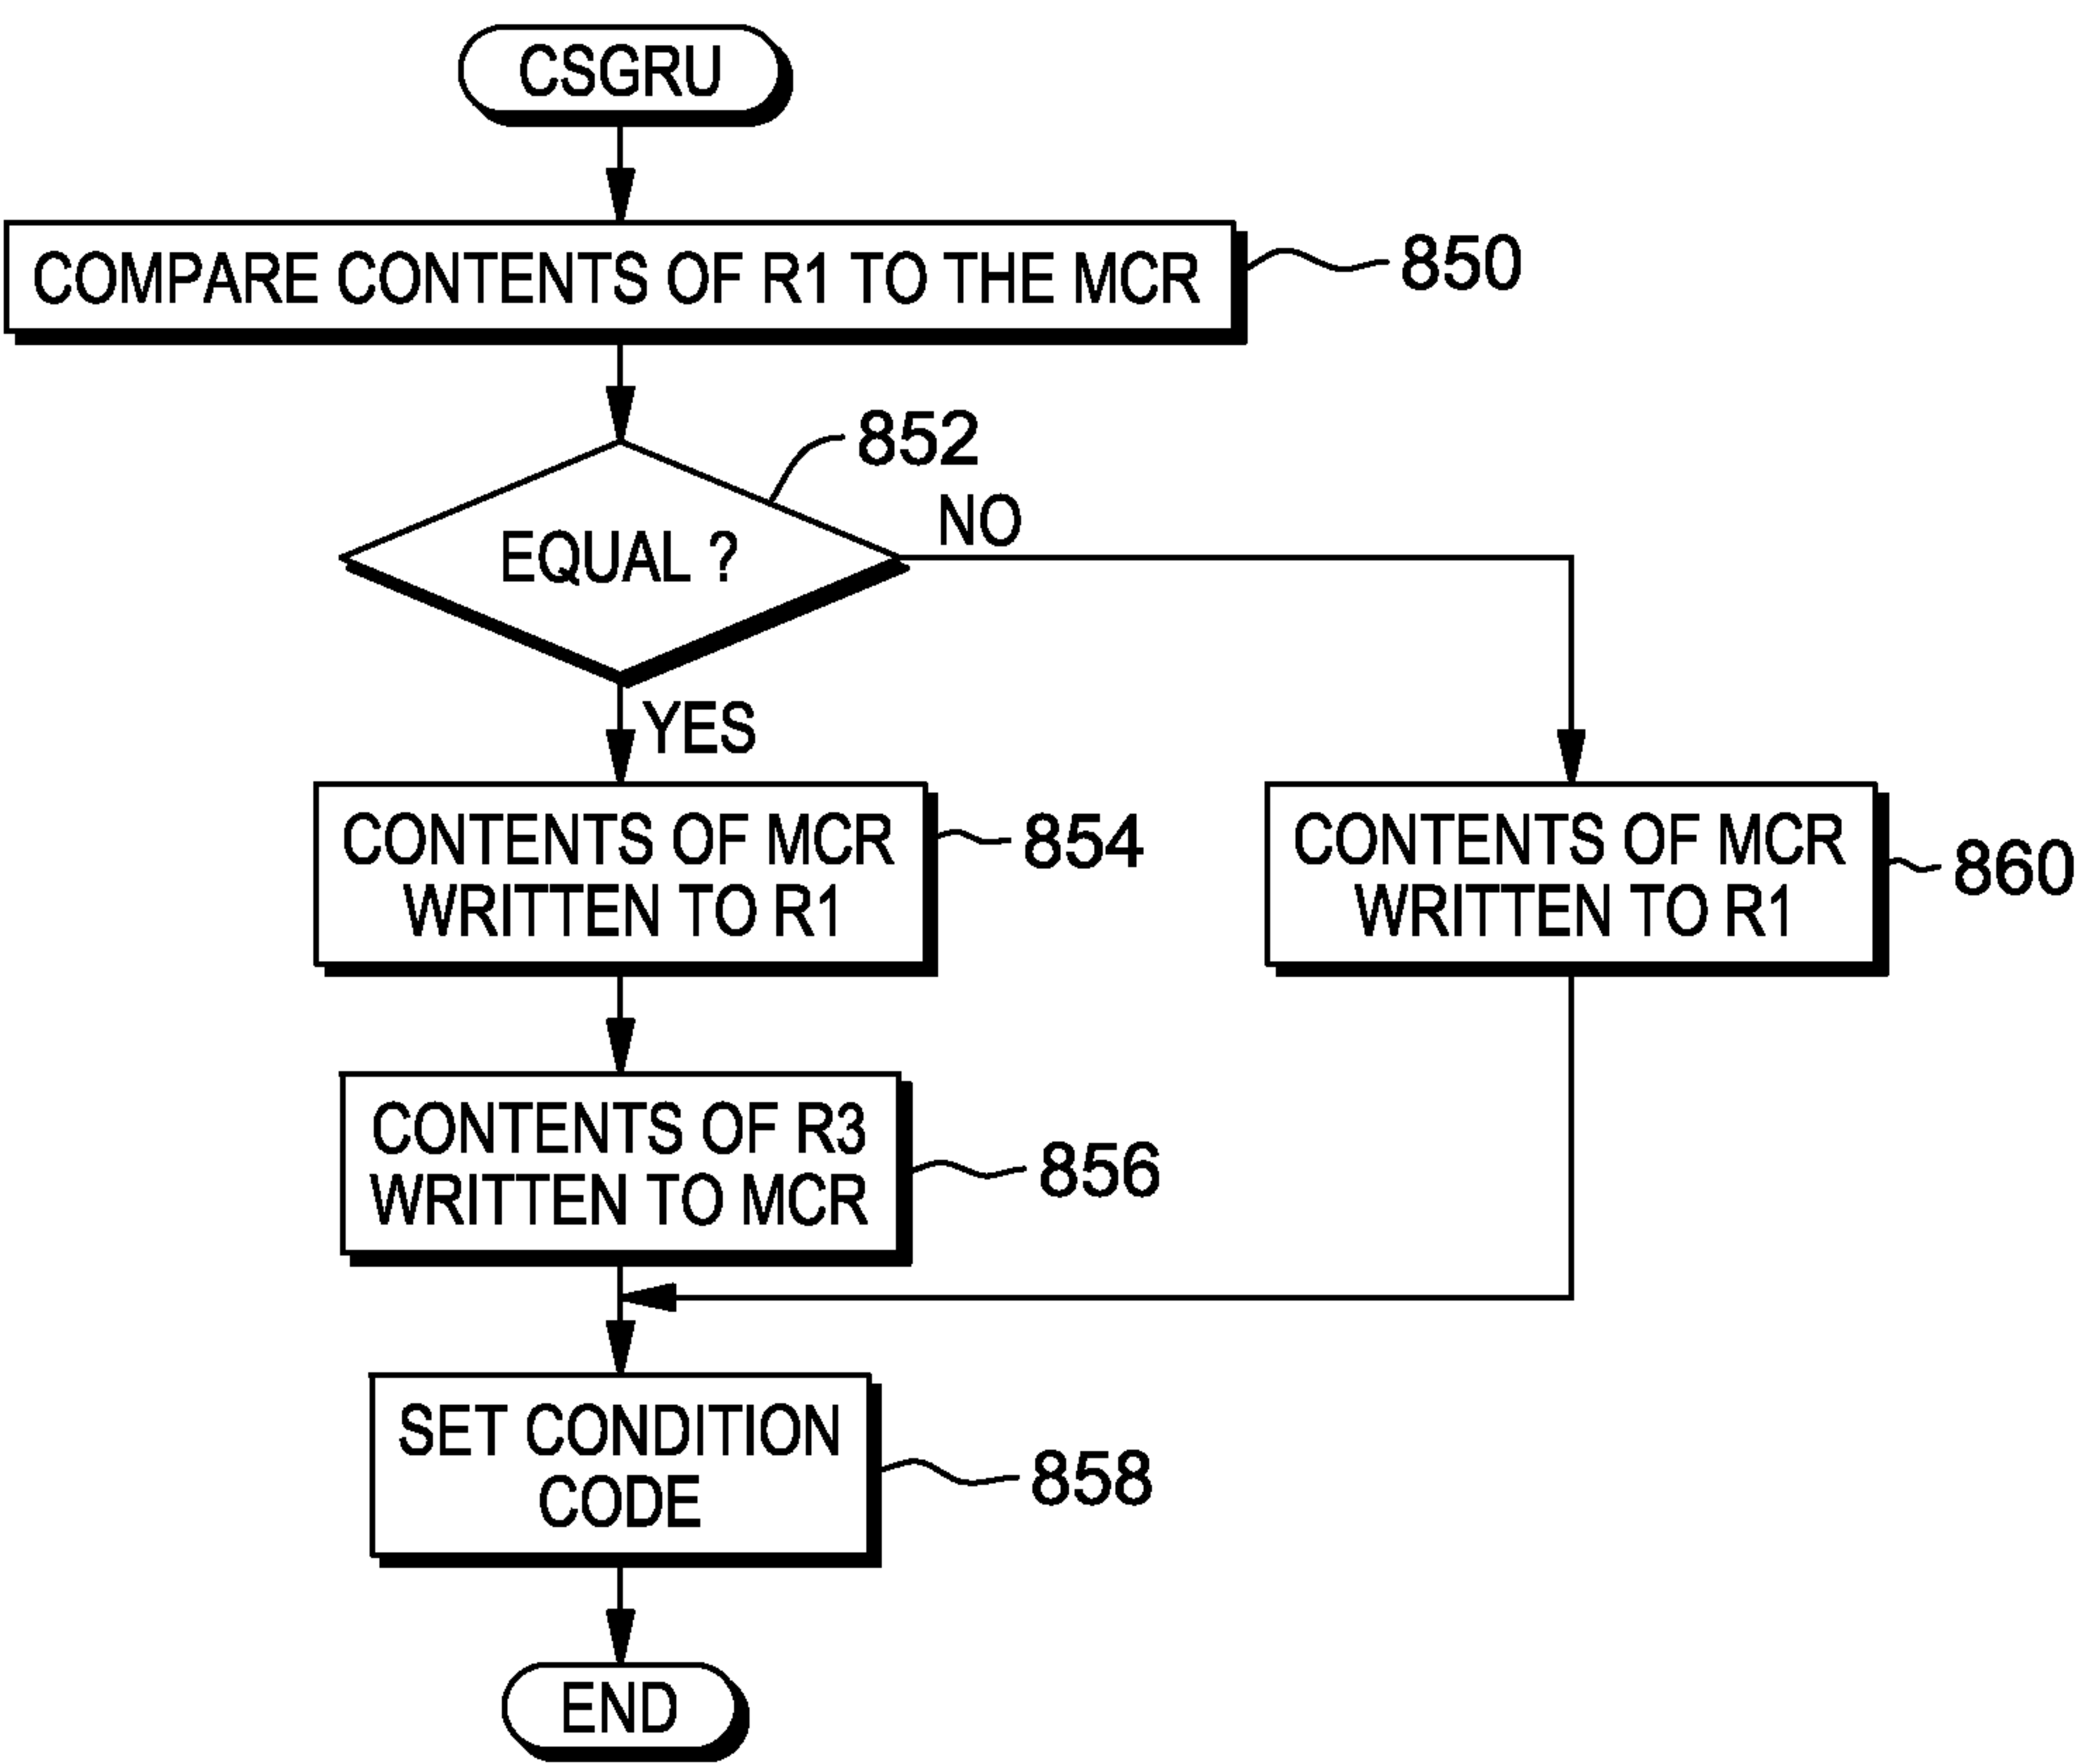 CSGRU
COMPARE CONTENTS OF R1 TO THE MCR
850
852
EQUAL ?
NO
YES
CONTENTS OF MCR
WRITTEN TO R1
854
CONTENTS OF MCR
WRITTEN TO R1
860
CONTENTS OF R3
WRITTEN TO MCR
856
SET CONDITION
CODE
858
END